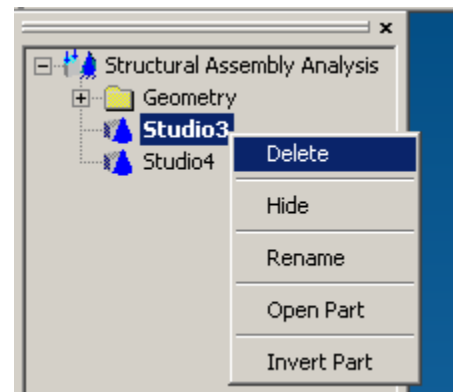 Structural Assembly Analysis
Geometry
Studio3
Studio4
Delete
Hide
Rename
Open Part
Invert Part